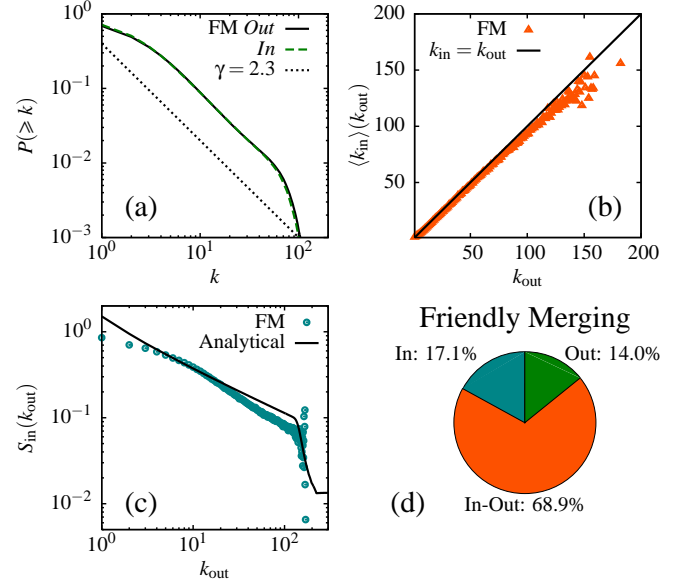 10^0
10^-1
10^-2
10^-3
P(⩾ k)
FM Out
In
γ = 2.3
(a)
10^0 10^1 10^2
k
200
150
100
50
⟨k_in⟩(k_out)
FM
k_in = k_out
(b)
50 100 150 200
k_out
10^0
10^-1
10^-2
S_in(k_out)
FM
Analytical
(c)
10^0 10^1 10^2
k_out
Friendly Merging
In: 17.1% Out: 14.0%
In-Out: 68.9%
(d)